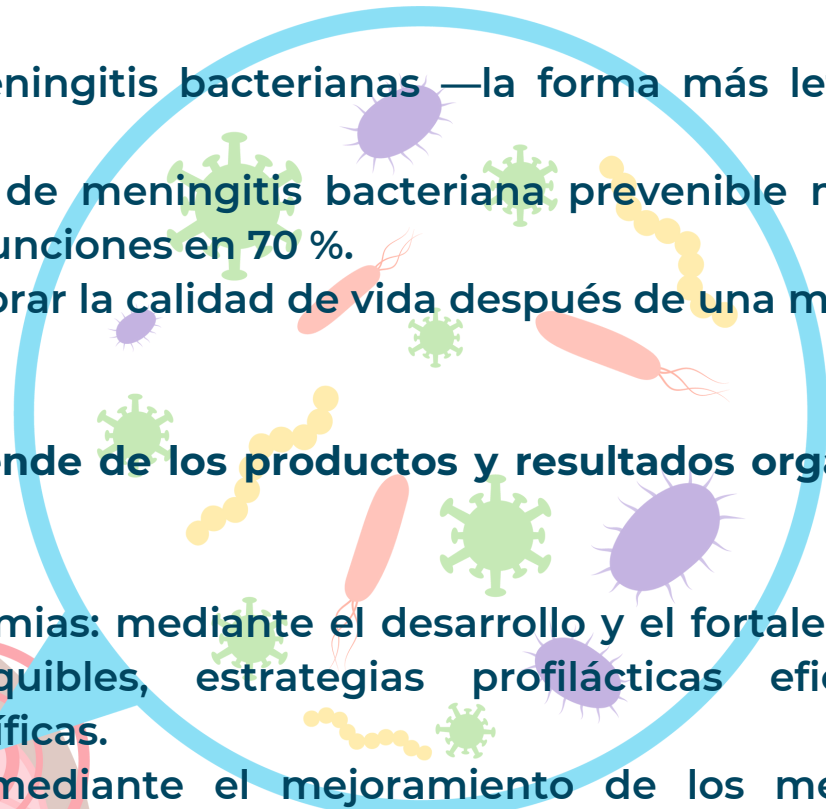 eningitis bacterianas —la forma más le
de meningitis bacteriana prevenible
unciones en 70 %.
orar la calidad de vida después de una m
ende de los productos y resultados orga
mias: mediante el desarrollo y el fortale
quibles, estrategias profilácticas efi
íficas.
mediante el mejoramiento de los me